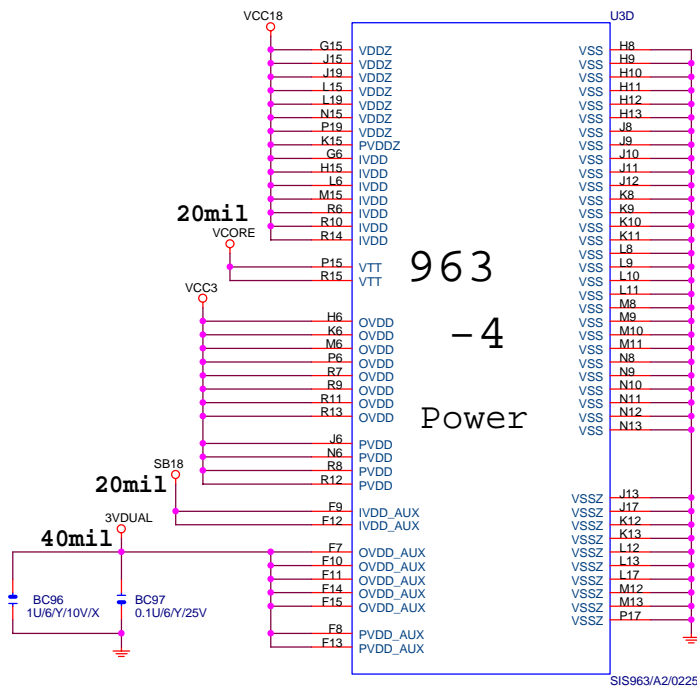 VCC18
U3D
G15 VDDZ VSS H8
J15 VDDZ VSS H9
J19 VDDZ VSS H10
L15 VDDZ VSS H11
L19 VDDZ VSS H12
N15 VDDZ VSS H13
P19 VDDZ VSS J8
K15 PVDDZ VSS J9
G6 IVDD VSS J10
H15 IVDD VSS J11
L6 IVDD VSS J12
M15 IVDD VSS K8
R6 IVDD VSS K9
R10 IVDD VSS K10
R14 IVDD VSS K11
20mil
VCORE
VSS L8
P15 VTT VSS L9
R15 VTT VSS L10
963
VCC3
VSS L11
VSS M8
H6 OVDD VSS M9
K6 OVDD VSS M10
M6 OVDD VSS M11
-4
P6 OVDD VSS N8
R7 OVDD VSS N9
R9 OVDD VSS N10
R11 OVDD VSS N11
R13 OVDD VSS N12
Power
VSS N13
J6 PVDD
N6 PVDD
R8 PVDD
R12 PVDD
SB18
20mil
VSSZ J13
F9 IVDD_AUX VSSZ J17
F12 IVDD_AUX VSSZ K12
3VDUAL
40mil
VSSZ K13
F7 OVDD_AUX VSSZ L12
F10 OVDD_AUX VSSZ L13
F11 OVDD_AUX VSSZ L17
F14 OVDD_AUX VSSZ M12
F15 OVDD_AUX VSSZ M13
VSSZ P17
F8 PVDD_AUX
F13 PVDD_AUX
BC96
1U/6/Y/10V/X
BC97
0.1U/6/Y/25V
SIS963/A2/0225